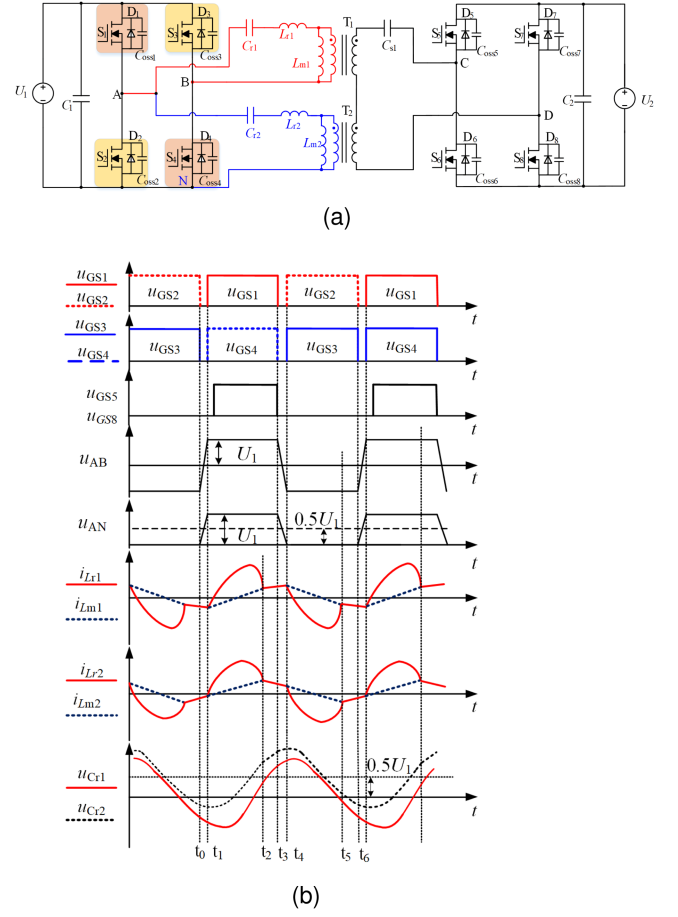 D1 D3 T1 D5 D7
S1 S3 Cr1 Lr1 Cs1 S5 S7
Coss1 Coss3 Lm1 Coss5 Coss7
U1 C1 A B C C2 U2
D2 D4 T2 D D6 D8
S2 S4 Cr2 Lr2 Lm2 S6 S8
Coss2 N Coss4 Coss6 Coss8
(a)
uGS1 uGS2 uGS2 uGS1 uGS2 uGS1 t
uGS3 uGS4 uGS3 uGS4 uGS3 uGS4 t
uGS5 uGS8 t
uAB U1 t
uAN U1 0.5U1 t
iLr1 iLm1 t
iLr2 iLm2 t
uCr1 uCr2 0.5U1 t
t0 t1 t2 t3 t4 t5 t6
(b)